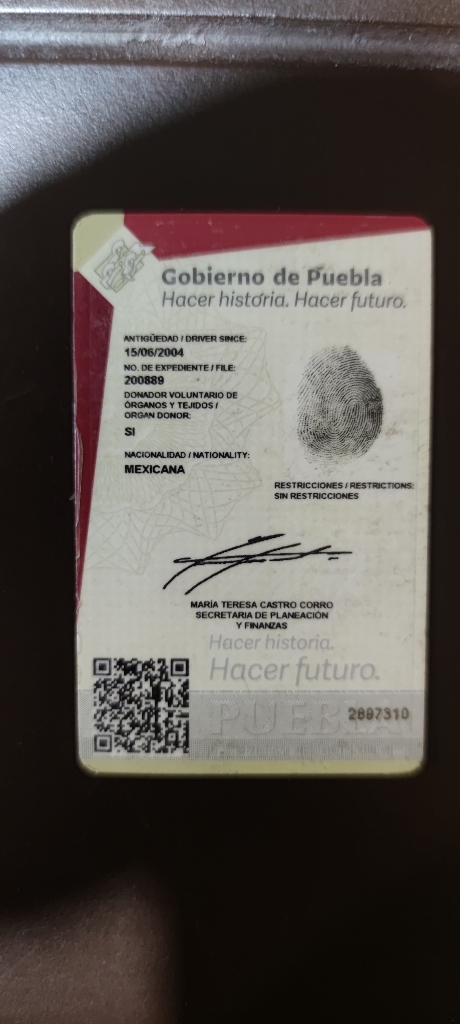 Gobierno de Puebla
Hacer historia. Hacer futuro.
ANTIGÜEDAD / DRIVER SINCE:
15/06/2004
NO. DE EXPEDIENTE / FILE:
200889
DONADOR VOLUNTARIO DE
ÓRGANOS Y TEJIDOS /
ORGAN DONOR:
SI
NACIONALIDAD / NATIONALITY:
MEXICANA
RESTRICCIONES / RESTRICTIONS:
SIN RESTRICCIONES
MARÍA TERESA CASTRO CORRO
SECRETARIA DE PLANEACIÓN
Y FINANZAS
Hacer historia.
Hacer futuro.
PUEBLA
2897310